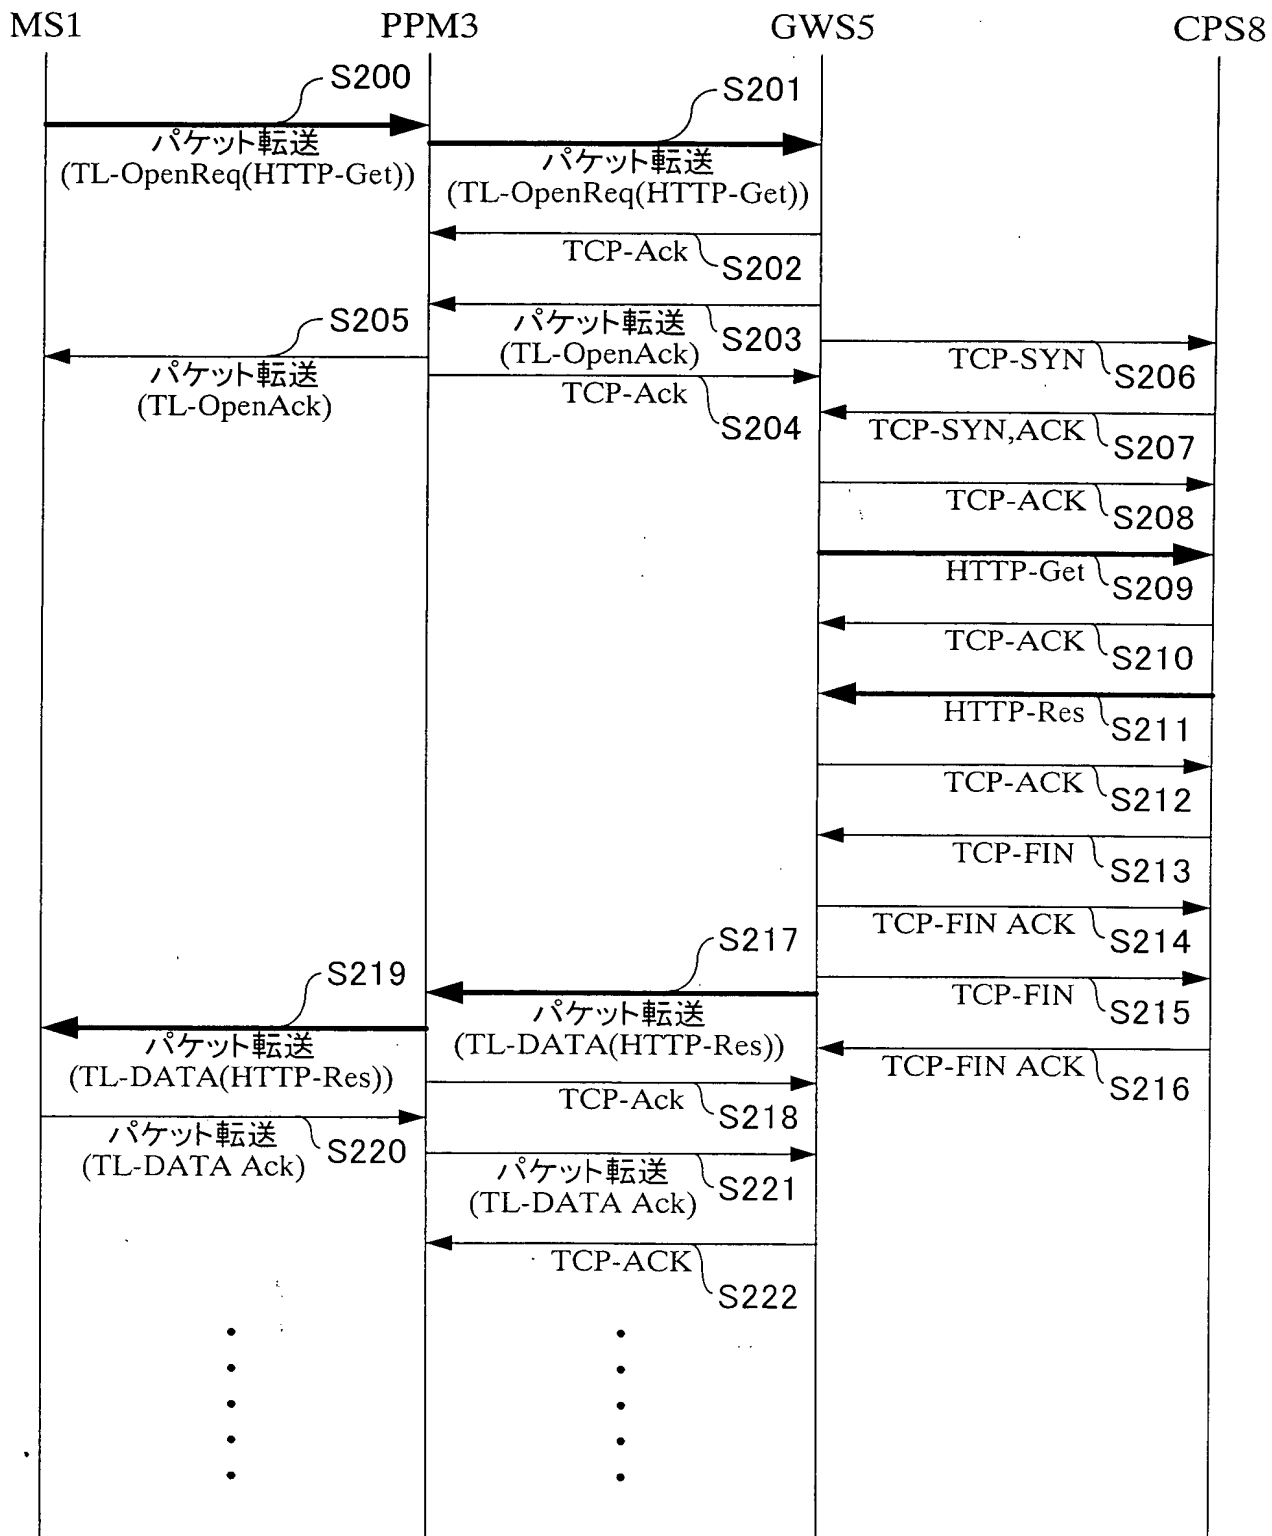 MS1
PPM3
GWS5
CPS8
S200
S201
パケット転送
(TL-OpenReq(HTTP-Get))
パケット転送
(TL-OpenReq(HTTP-Get))
TCP-Ack
S202
S205
パケット転送
(TL-OpenAck)
S203
TCP-SYN
S206
パケット転送
(TL-OpenAck)
TCP-Ack
S204
TCP-SYN,ACK
S207
TCP-ACK
S208
HTTP-Get
S209
TCP-ACK
S210
HTTP-Res
S211
TCP-ACK
S212
TCP-FIN
S213
TCP-FIN ACK
S214
S217
S219
TCP-FIN
S215
パケット転送
(TL-DATA(HTTP-Res))
パケット転送
(TL-DATA(HTTP-Res))
TCP-FIN ACK
S216
TCP-Ack
S218
パケット転送
(TL-DATA Ack)
S220
パケット転送
(TL-DATA Ack)
S221
TCP-ACK
S222